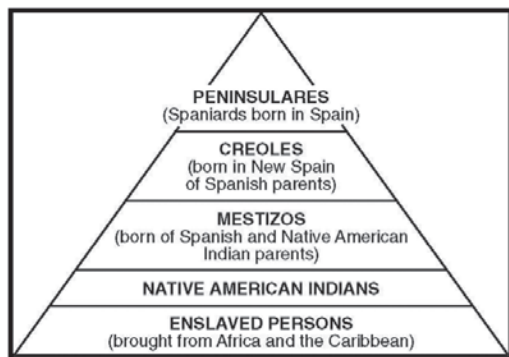 PENINSULARES
(Spaniards born in Spain)
CREOLES
(born in New Spain
of Spanish parents)
MESTIZOS
(born of Spanish and Native American
Indian parents)
NATIVE AMERICAN INDIANS
ENSLAVED PERSONS
(brought from Africa and the Caribbean)